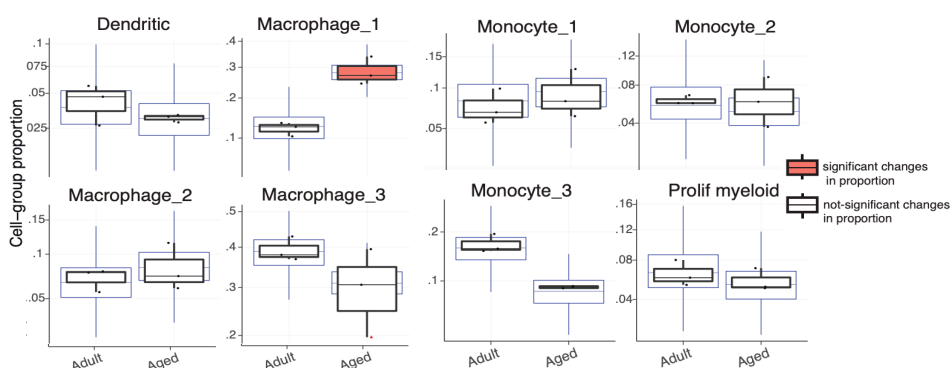 Dendritic
Macrophage_1
Monocyte_1
Monocyte_2
.1
075
.05
.025
.4
.3
.2
.1
.15
.1
.05
.12
.08
.04
Cell-group proportion
significant changes
in proportion
not-significant changes
in proportion
Macrophage_2
Macrophage_3
Monocyte_3
Prolif myeloid
.15
.1
.05
.5
.4
.3
.2
.2
.1
.16
.12
.08
.04
Adult
Aged
Adult
Aged
Adult
Aged
Adult
Aged